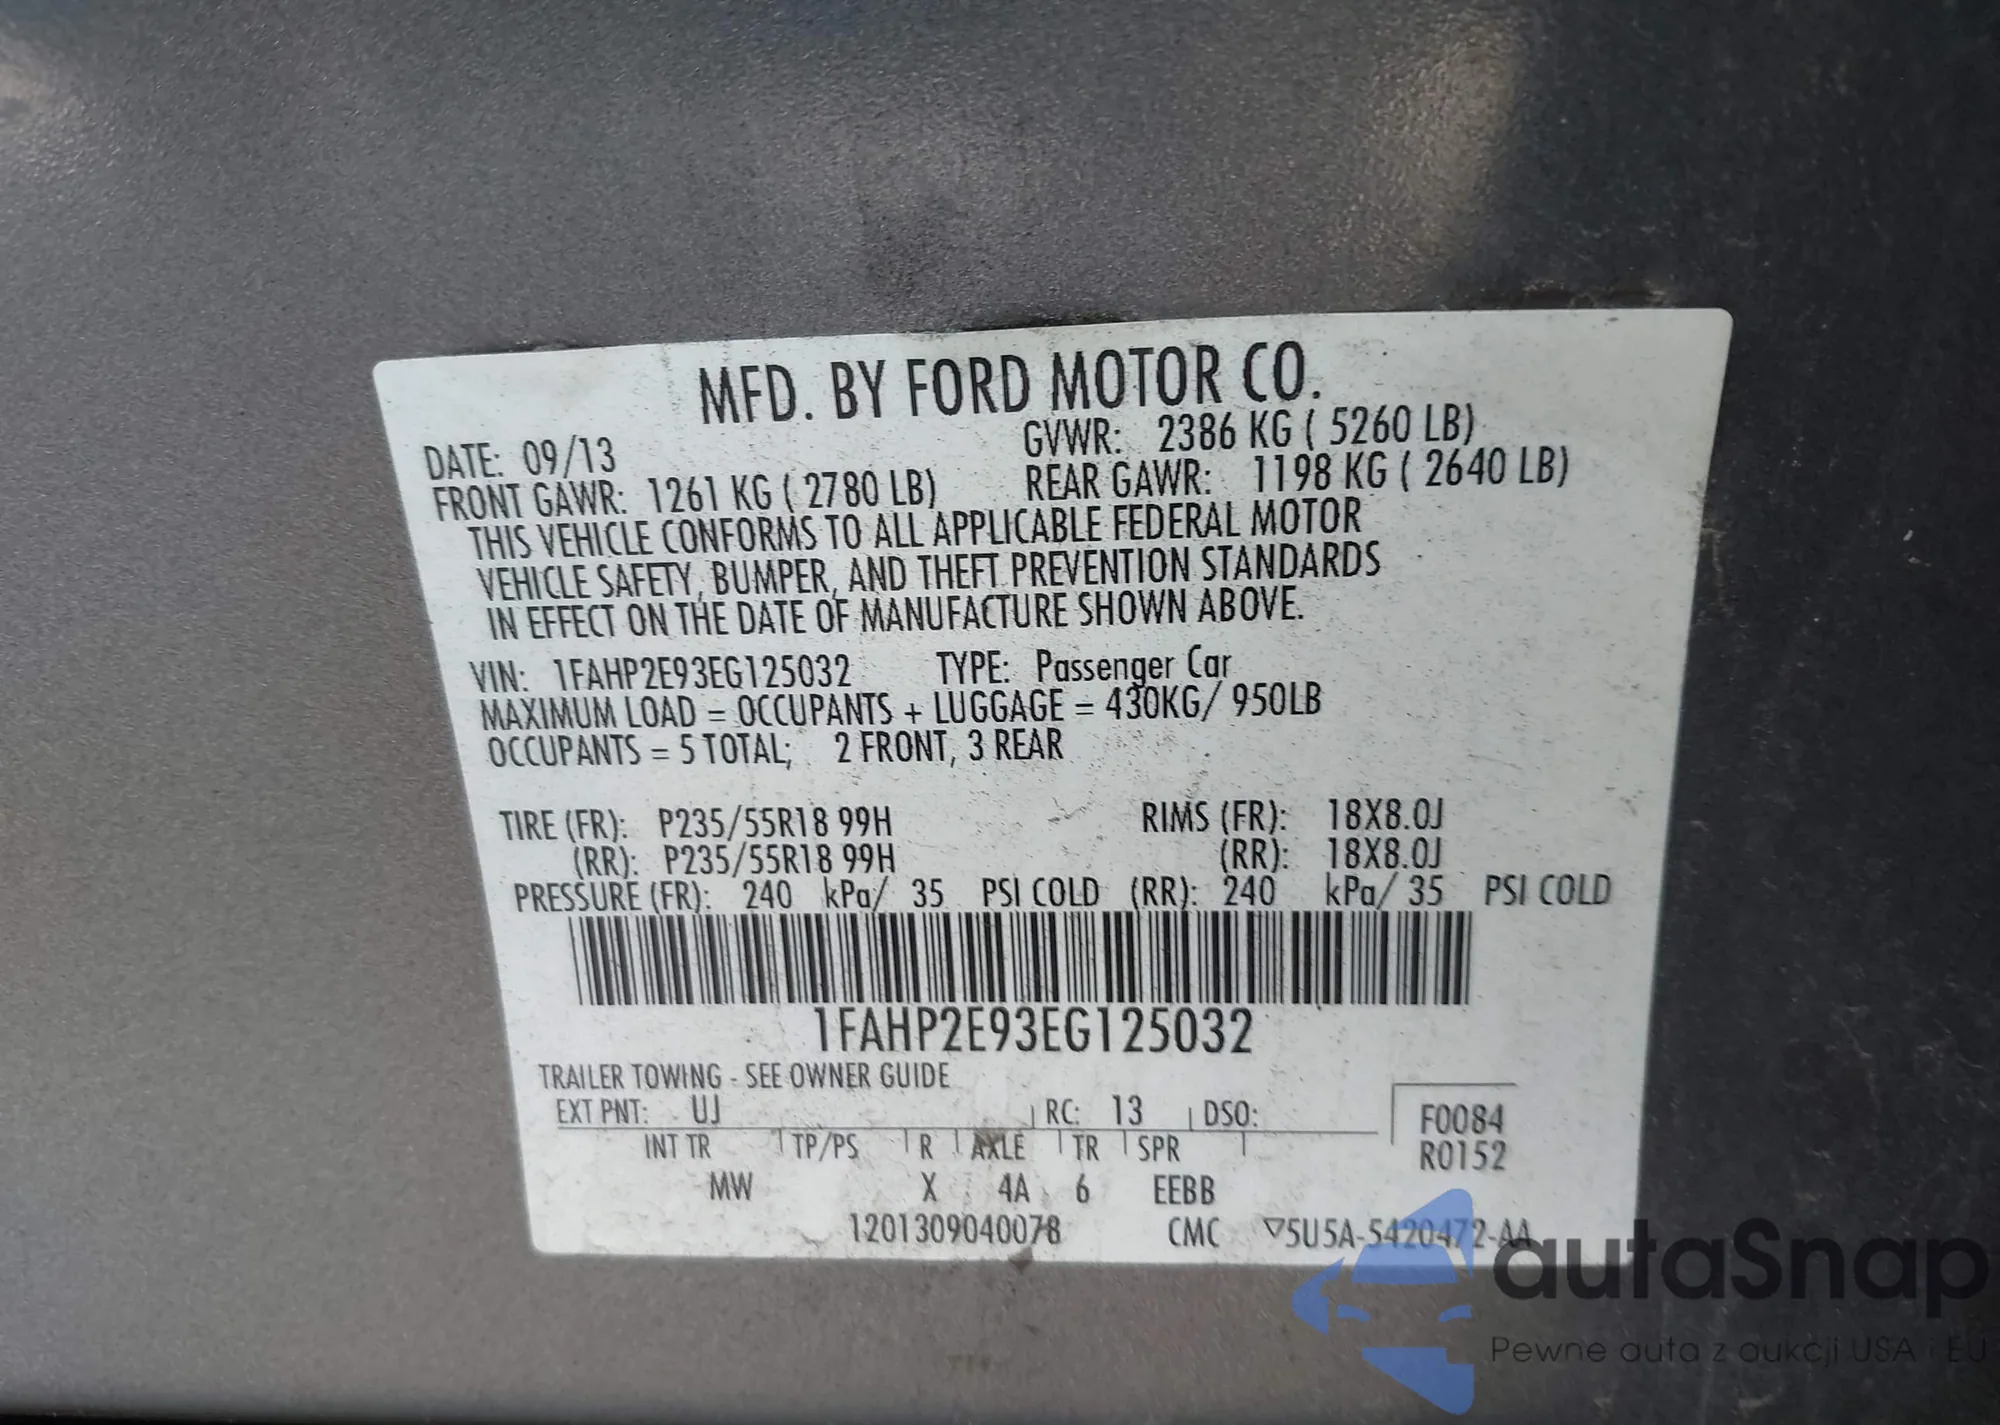 MFD. BY FORD MOTOR CO.
DATE: 09/13 GVWR: 2386 KG ( 5260 LB)
FRONT GAWR: 1261 KG ( 2780 LB) REAR GAWR: 1198 KG ( 2640 LB)
THIS VEHICLE CONFORMS TO ALL APPLICABLE FEDERAL MOTOR
VEHICLE SAFETY, BUMPER, AND THEFT PREVENTION STANDARDS
IN EFFECT ON THE DATE OF MANUFACTURE SHOWN ABOVE.
VIN: 1FAHP2E93EG125032 TYPE: Passenger Car
MAXIMUM LOAD = OCCUPANTS + LUGGAGE = 430KG/ 950LB
OCCUPANTS = 5 TOTAL; 2 FRONT, 3 REAR
TIRE (FR): P235/55R18 99H RIMS (FR): 18X8.0J
(RR): P235/55R18 99H (RR): 18X8.0J
PRESSURE (FR): 240 kPa/ 35 PSI COLD (RR): 240 kPa/ 35 PSI COLD
1FAHP2E93EG125032
TRAILER TOWING - SEE OWNER GUIDE
EXT PNT: UJ RC: 13 DSO: F0084
INT TR TP/PS R AXLE TR SPR R0152
MW X 4A 6 EEBB
1201309040078 CMC ▽5U5A-5420472-AA
autaSnap
Pewne auta z aukcji USA i EU